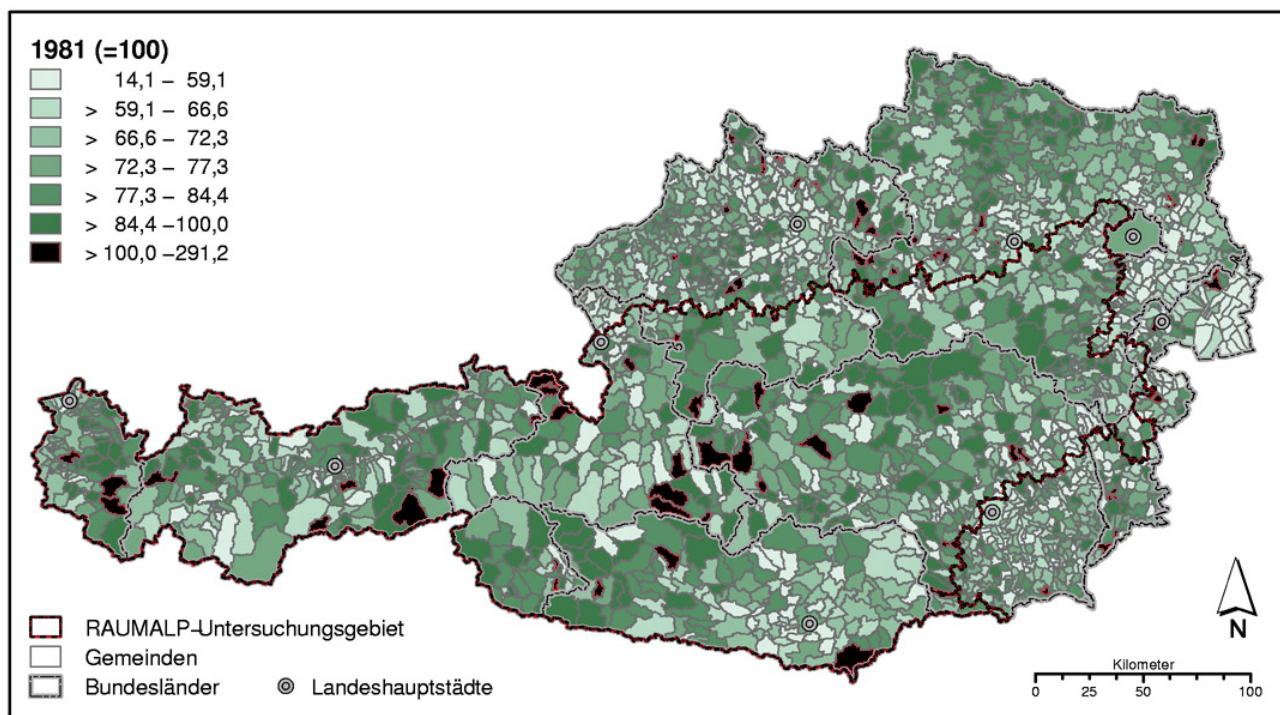 1981 (=100)
14,1 – 59,1
> 59,1 – 66,6
> 66,6 – 72,3
> 72,3 – 77,3
> 77,3 – 84,4
> 84,4 –100,0
> 100,0 –291,2
RAUMALP–Untersuchungsgebiet
Gemeinden
Bundesländer
Landeshauptstädte
N
Kilometer
0 25 50 100